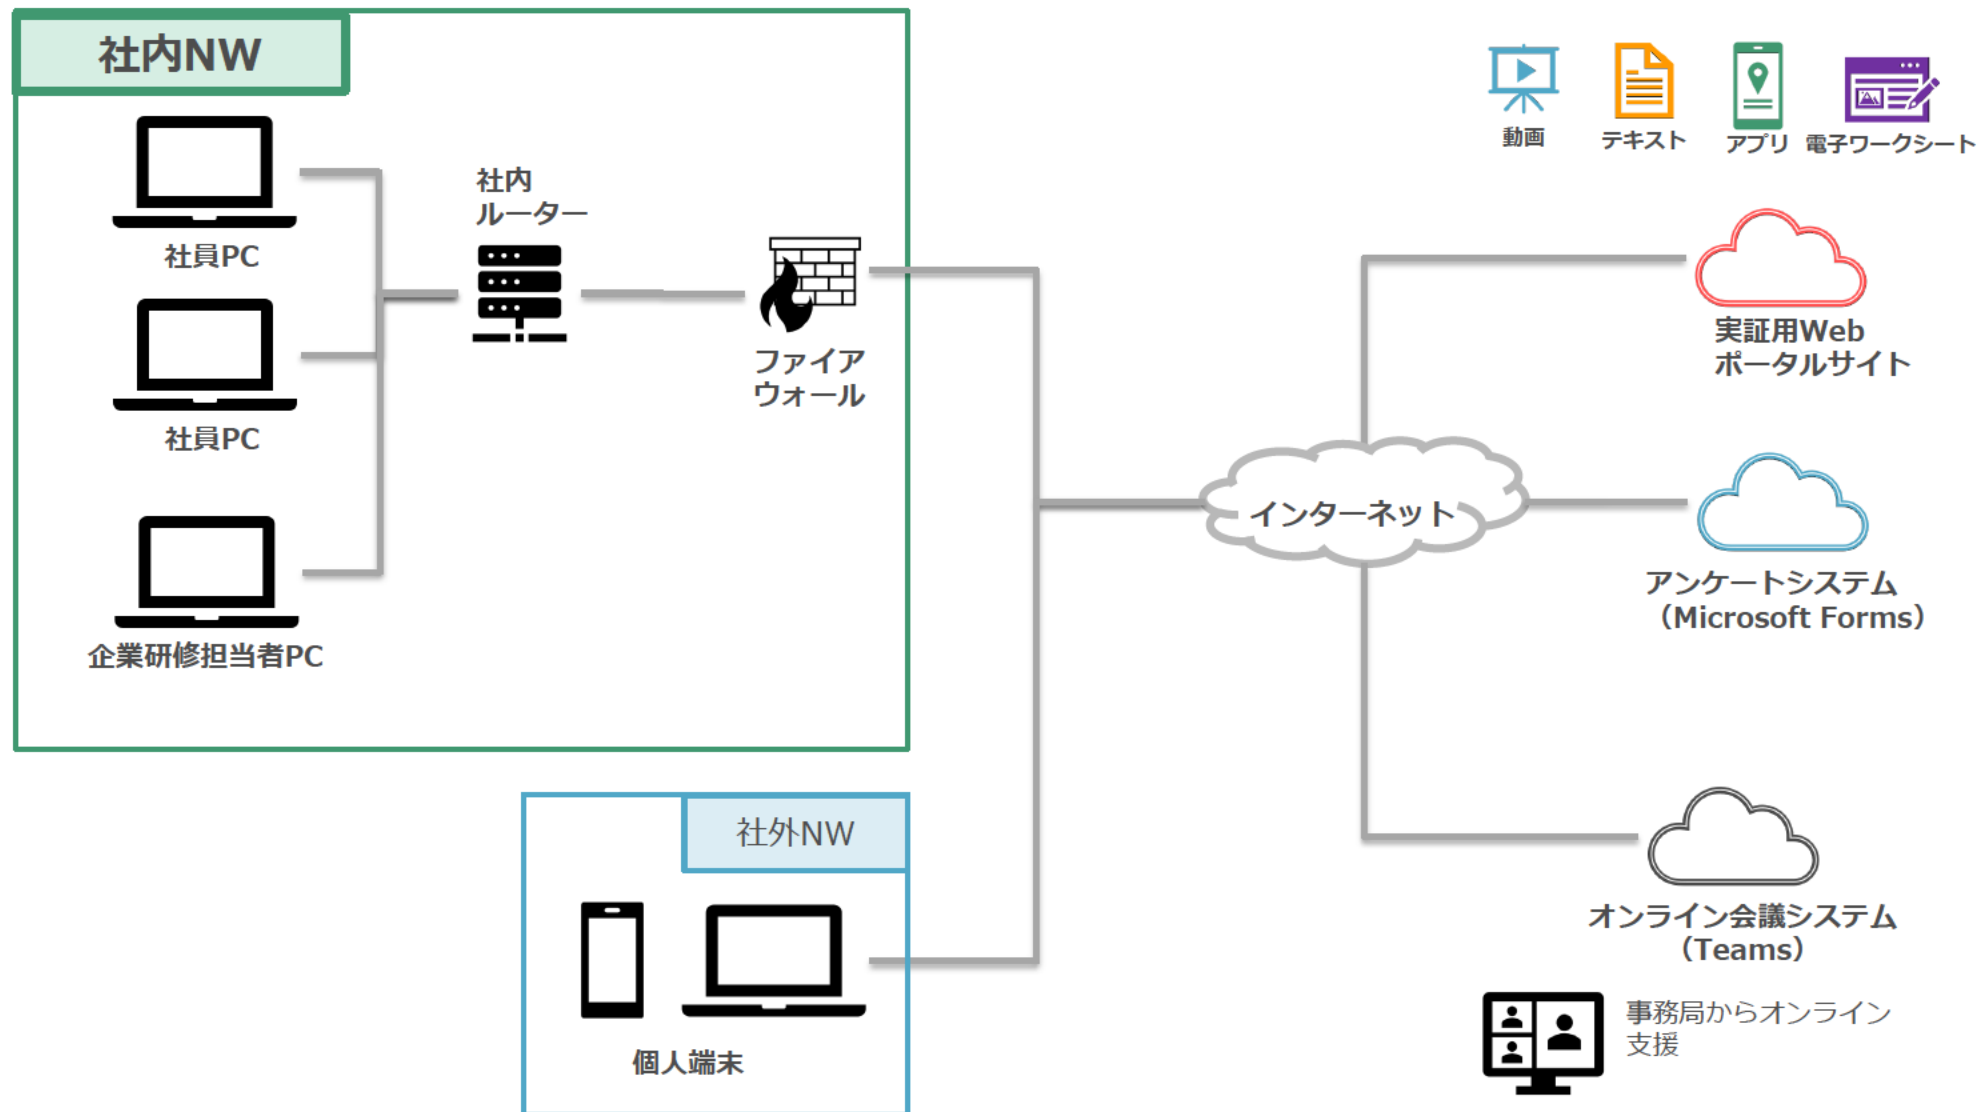 社内NW
動画
テキスト
アプリ
電子ワークシート
社員PC
社内
ルーター
社員PC
ファイア
ウォール
実証用Web
ポータルサイト
企業研修担当者PC
インターネット
アンケートシステム
（Microsoft Forms）
社外NW
個人端末
オンライン会議システム
（Teams）
事務局からオンライン
支援